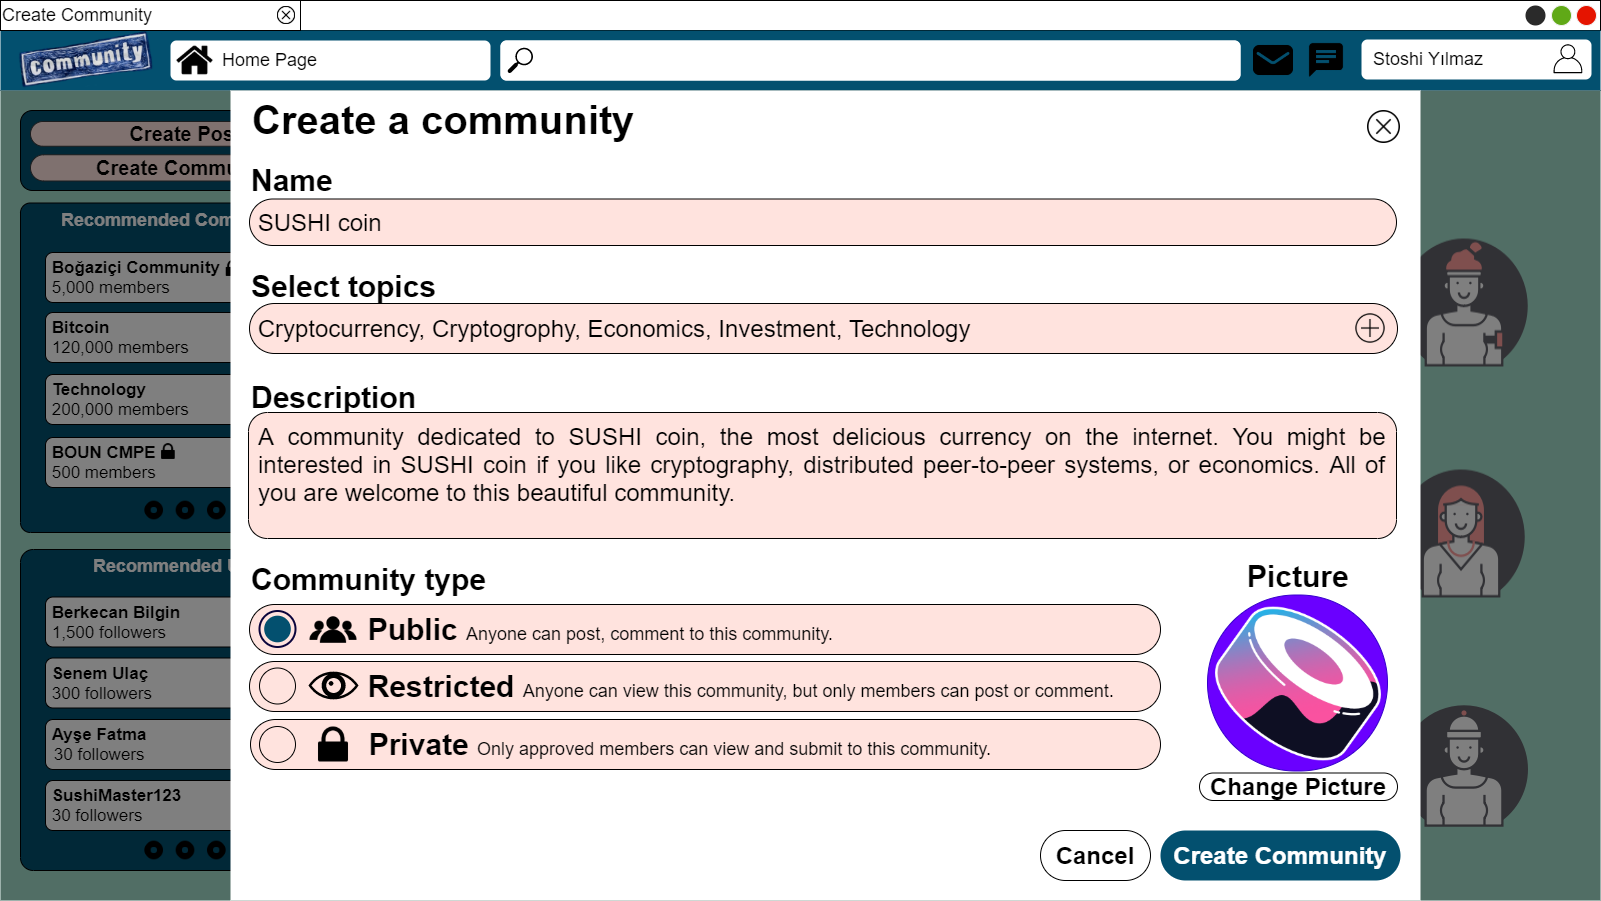 Create Community
community
Home Page
Stoshi Yılmaz
Create Pos
Create Commu
Recommended Com
Boğaziçi Community
5,000 members
Bitcoin
120,000 members
Technology
200,000 members
BOUN CMPE
500 members
Recommended
Berkecan Bilgin
1,500 followers
Senem Ulaç
300 followers
Ayşe Fatma
30 followers
SushiMaster123
30 followers
Create a community
Name
SUSHI coin
Select topics
Cryptocurrency, Cryptogrophy, Economics, Investment, Technology
Description
A community dedicated to SUSHI coin, the most delicious currency on the internet. You might be
interested in SUSHI coin if you like cryptography, distributed peer-to-peer systems, or economics. All of
you are welcome to this beautiful community.
Community type
Public Anyone can post, comment to this community.
Restricted Anyone can view this community, but only members can post or comment.
Private Only approved members can view and submit to this community.
Picture
Change Picture
Cancel
Create Community